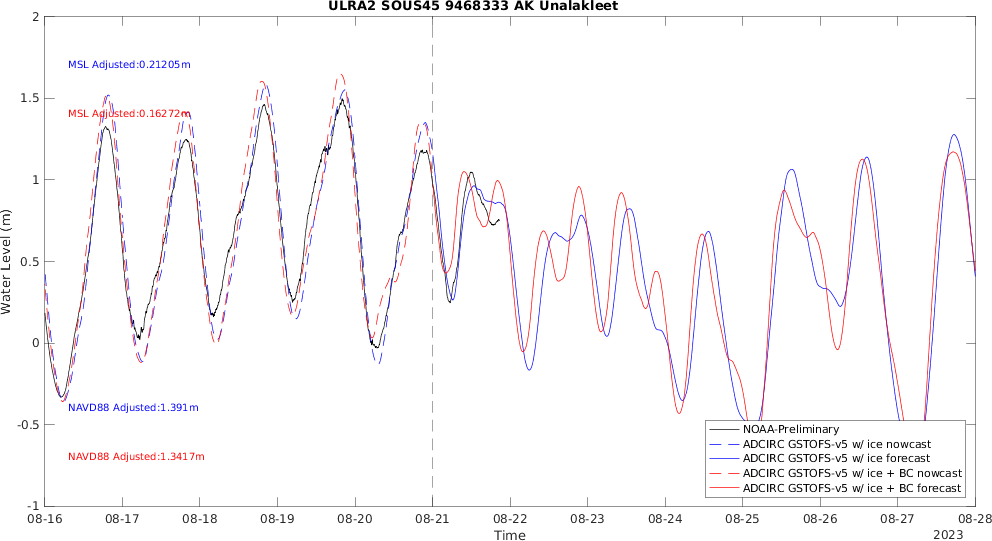 ULRA2 SOUS45 9468333 AK Unalakleet
2
1.5
1
0.5
0
-0.5
-1
Water Level (m)
MSL Adjusted:0.21205m
MSL Adjusted:0.16272m
NAVD88 Adjusted:1.391m
NAVD88 Adjusted:1.3417m
NOAA-Preliminary
ADCIRC GSTOFS-v5 w/ ice nowcast
ADCIRC GSTOFS-v5 w/ ice forecast
ADCIRC GSTOFS-v5 w/ ice + BC nowcast
ADCIRC GSTOFS-v5 w/ ice + BC forecast
08-16 08-17 08-18 08-19 08-20 08-21 08-22 08-23 08-24 08-25 08-26 08-27 08-28
Time
2023